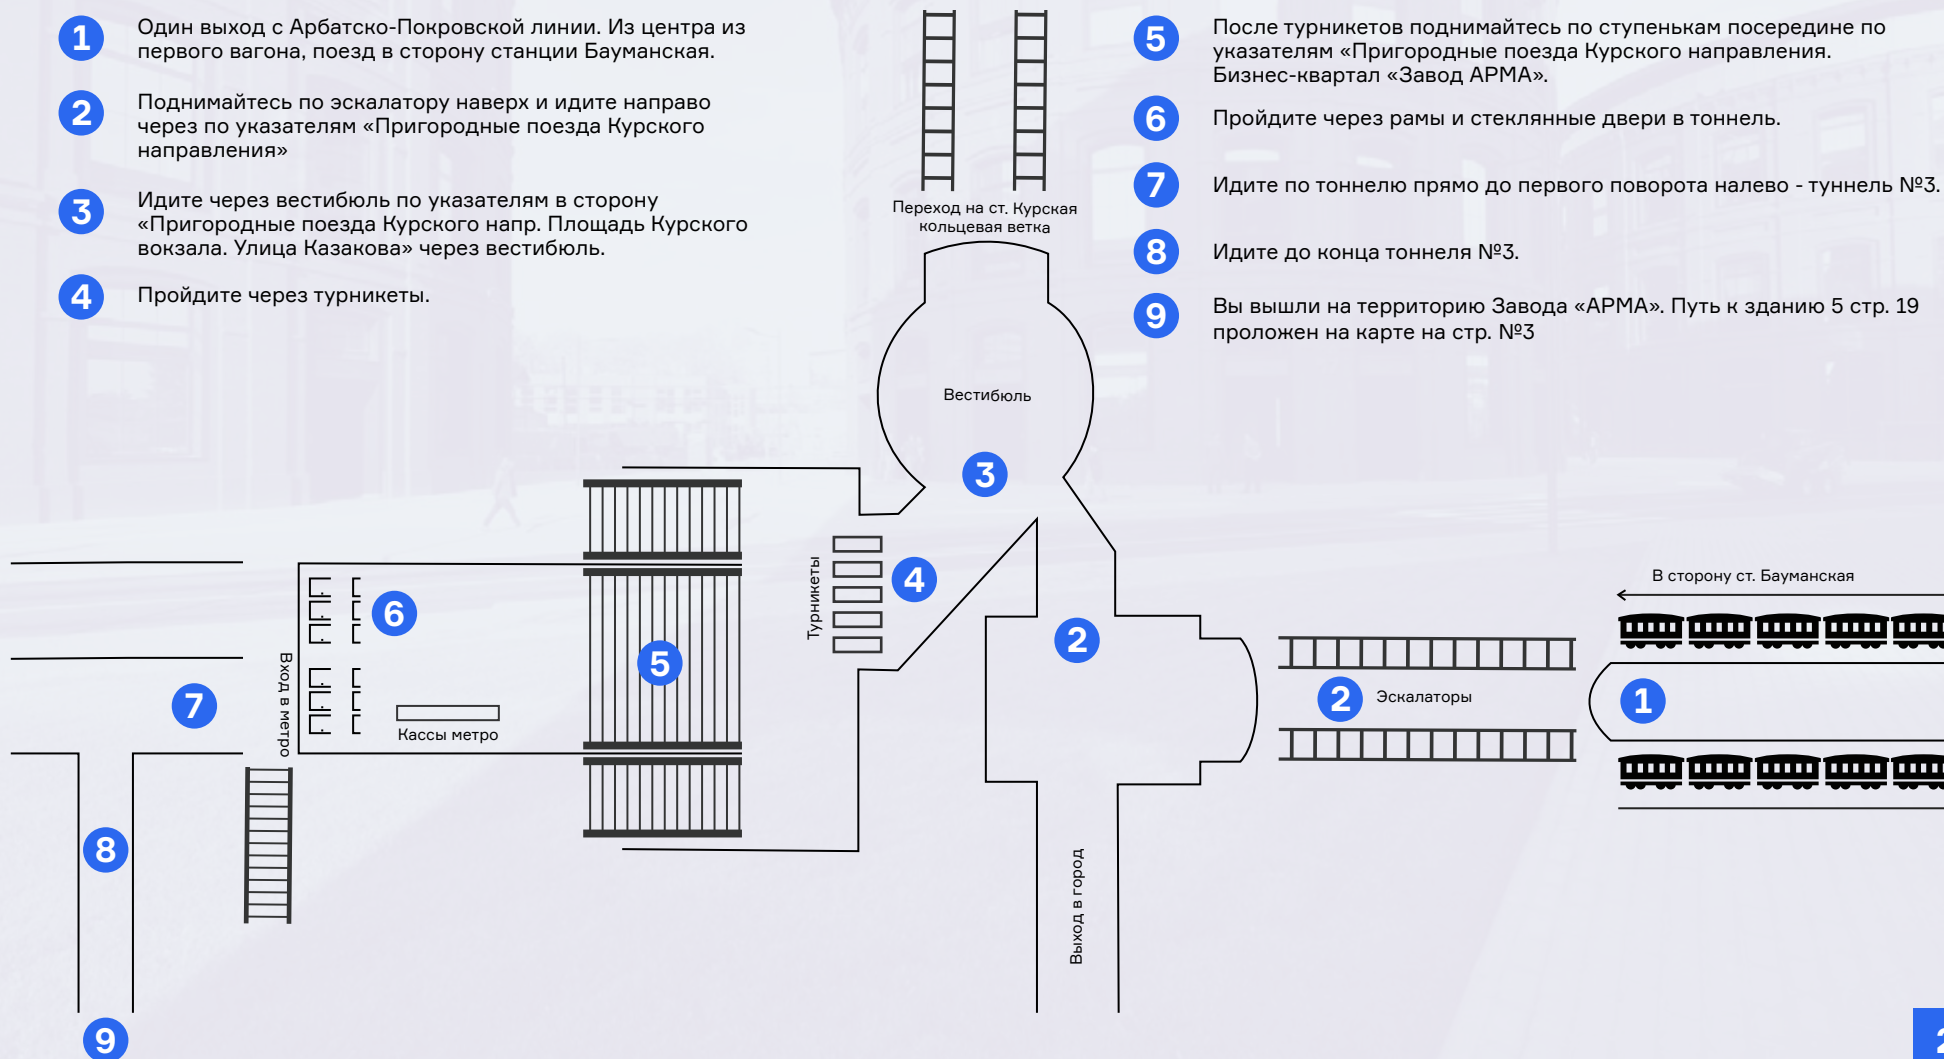 1
Один выход с Арбатско-Покровской линии. Из центра из
первого вагона, поезд в сторону станции Бауманская.
2
Поднимайтесь по эскалатору наверх и идите направо
через по указателям «Пригородные поезда Курского
направления»
3
Идите через вестибюль по указателям в сторону
«Пригородные поезда Курского напр. Площадь Курского
вокзала. Улица Казакова» через вестибюль.
4
Пройдите через турникеты.
5
После турникетов поднимайтесь по ступенькам посередине по
указателям «Пригородные поезда Курского направления.
Бизнес-квартал «Завод АРМА».
6
Пройдите через рамы и стеклянные двери в тоннель.
7
Идите по тоннелю прямо до первого поворота налево - туннель №3.
8
Идите до конца тоннеля №3.
9
Вы вышли на территорию Завода «АРМА». Путь к зданию 5 стр. 19
проложен на карте на стр. №3
Переход на ст. Курская
кольцевая ветка
Вестибюль
3
Турникеты
4
В сторону ст. Бауманская
6
5
2
2
Эскалаторы
1
Вход в метро
7
Кассы метро
8
Выход в город
9
2